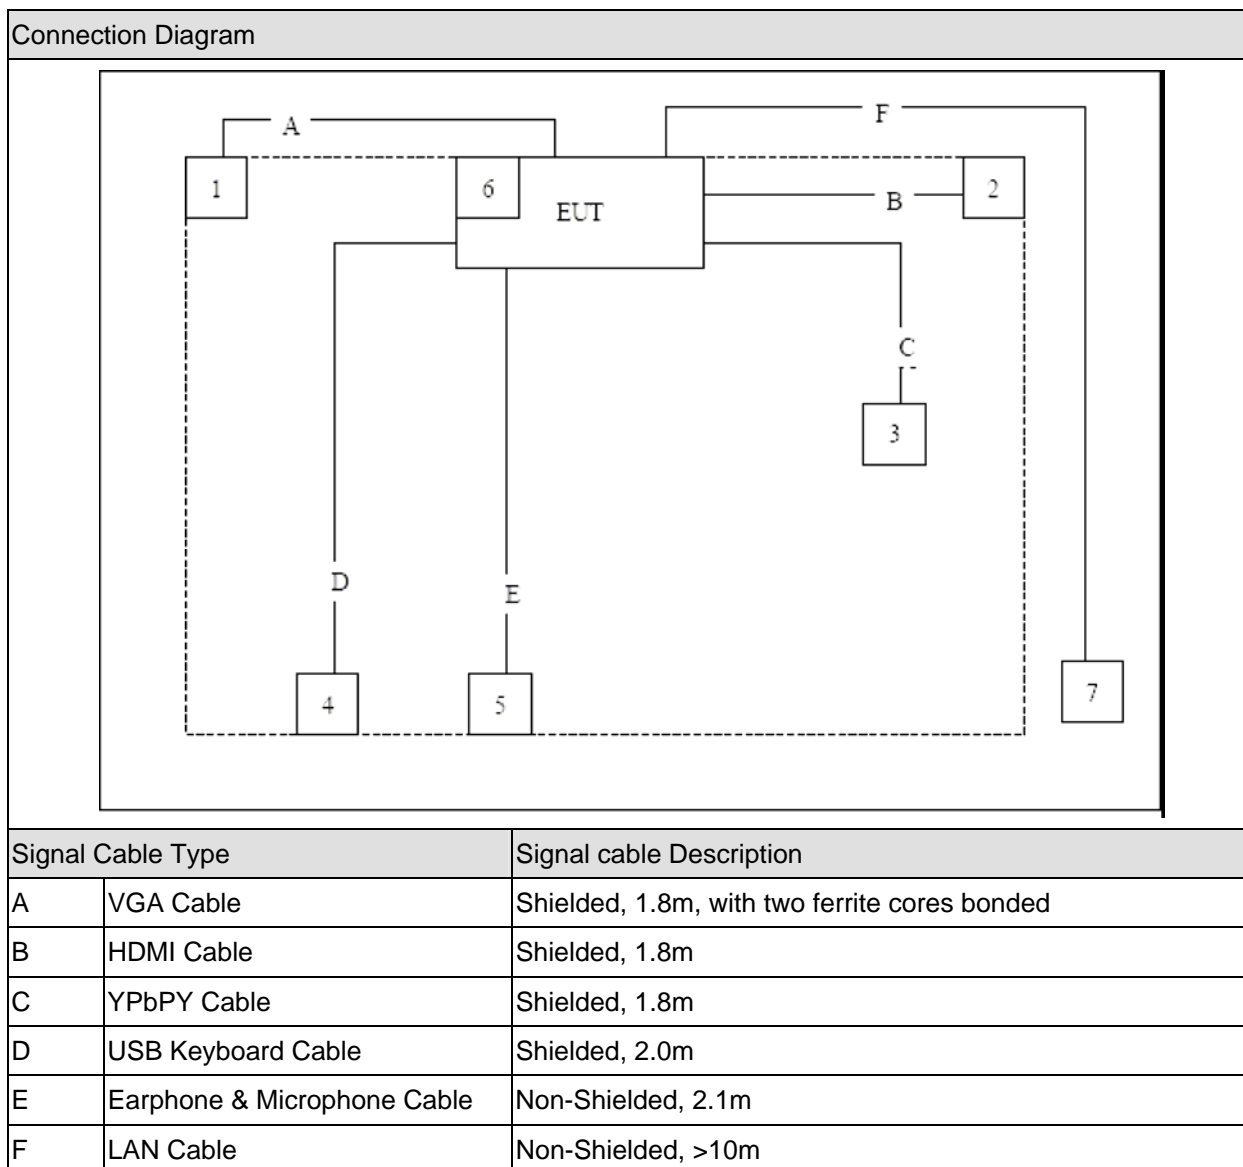 Connection Diagram
A
F
1
6
EUT
B
2
C
3
D
E
4
5
7
Signal Cable Type Signal cable Description
A VGA Cable Shielded, 1.8m, with two ferrite cores bonded
B HDMI Cable Shielded, 1.8m
C YPbPY Cable Shielded, 1.8m
D USB Keyboard Cable Shielded, 2.0m
E Earphone & Microphone Cable Non-Shielded, 2.1m
F LAN Cable Non-Shielded, >10m